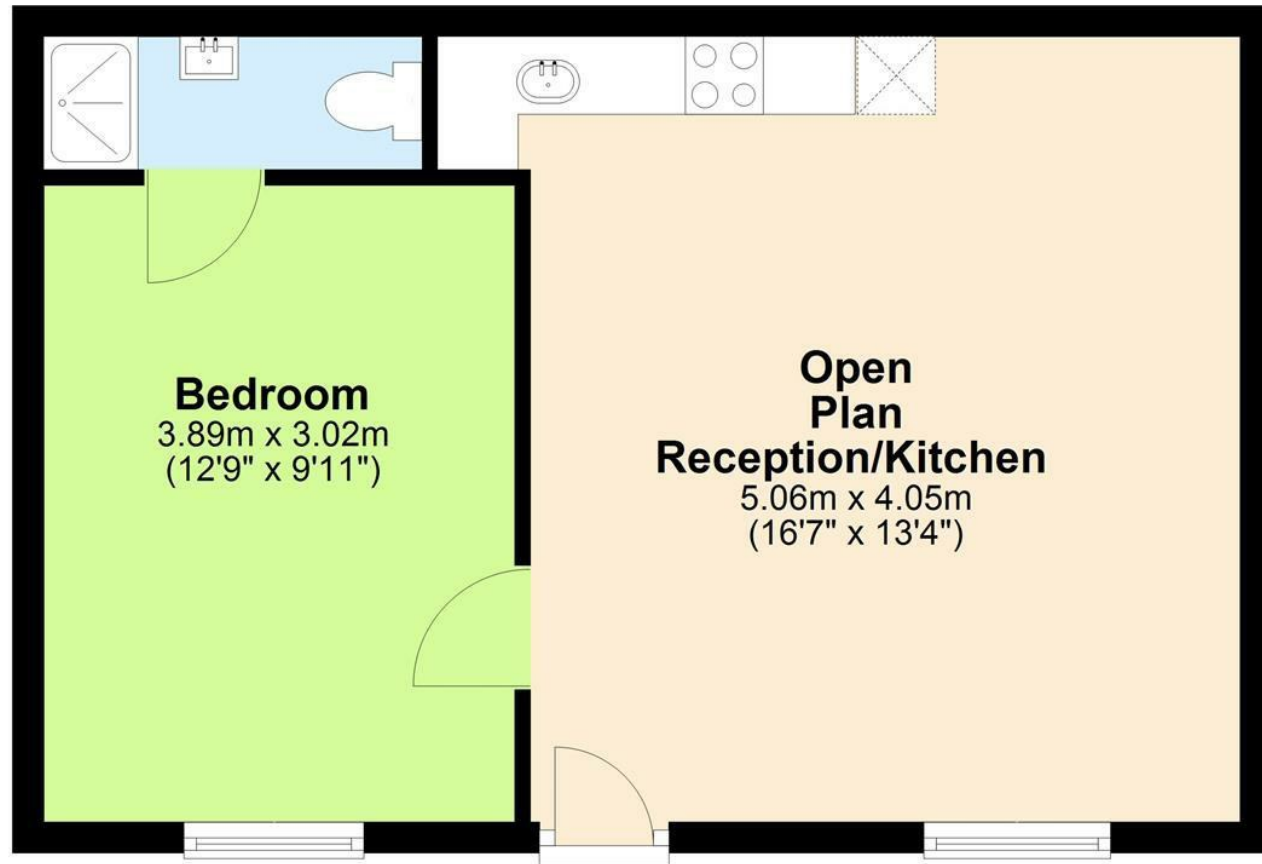 Bedroom
3.89m x 3.02m
(12'9" x 9'11")
Open
Plan
Reception/Kitchen
5.06m x 4.05m
(16'7" x 13'4")